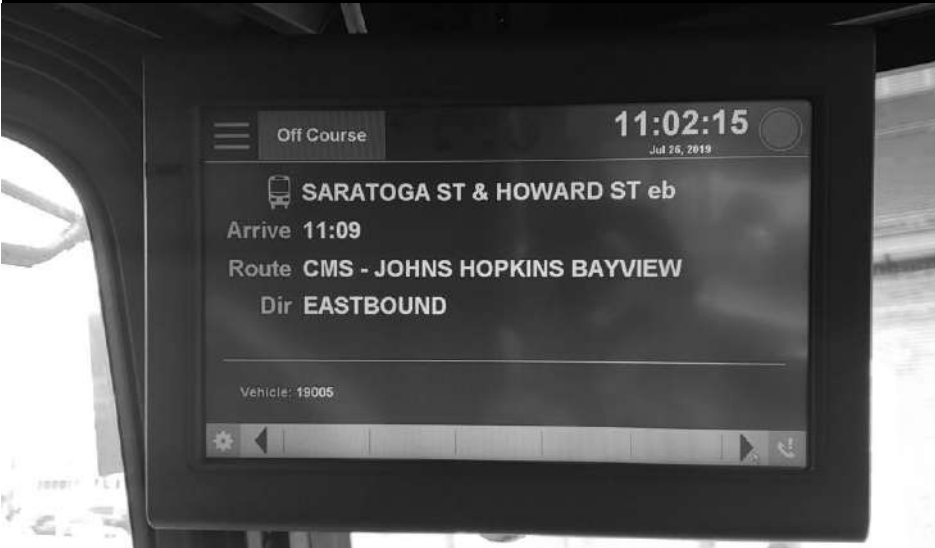 Off Course
11:02:15
Jul 26, 2019
SARATOGA ST & HOWARD ST eb
Arrive 11:09
Route CMS - JOHNS HOPKINS BAYVIEW
Dir EASTBOUND
Vehicle: 19005